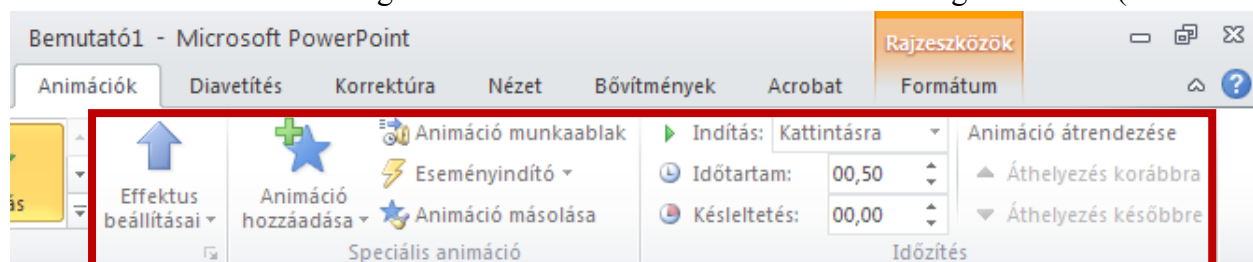 Bemutató1 - Microsoft PowerPoint
Rajzeszközök
Animációk Diavetítés Korrektúra Nézet Bővítmények Acrobat Formátum
Animáció munkaablak
Indítás: Kattintásra
Animáció átrendezése
Effektus
beállításai
Animáció
hozzáadása
Eseményindító
Időtartam: 00,50
Áthelyezés korábbra
Animáció másolása
Késleltetés: 00,00
Áthelyezés későbbre
Speciális animáció
Időzítés